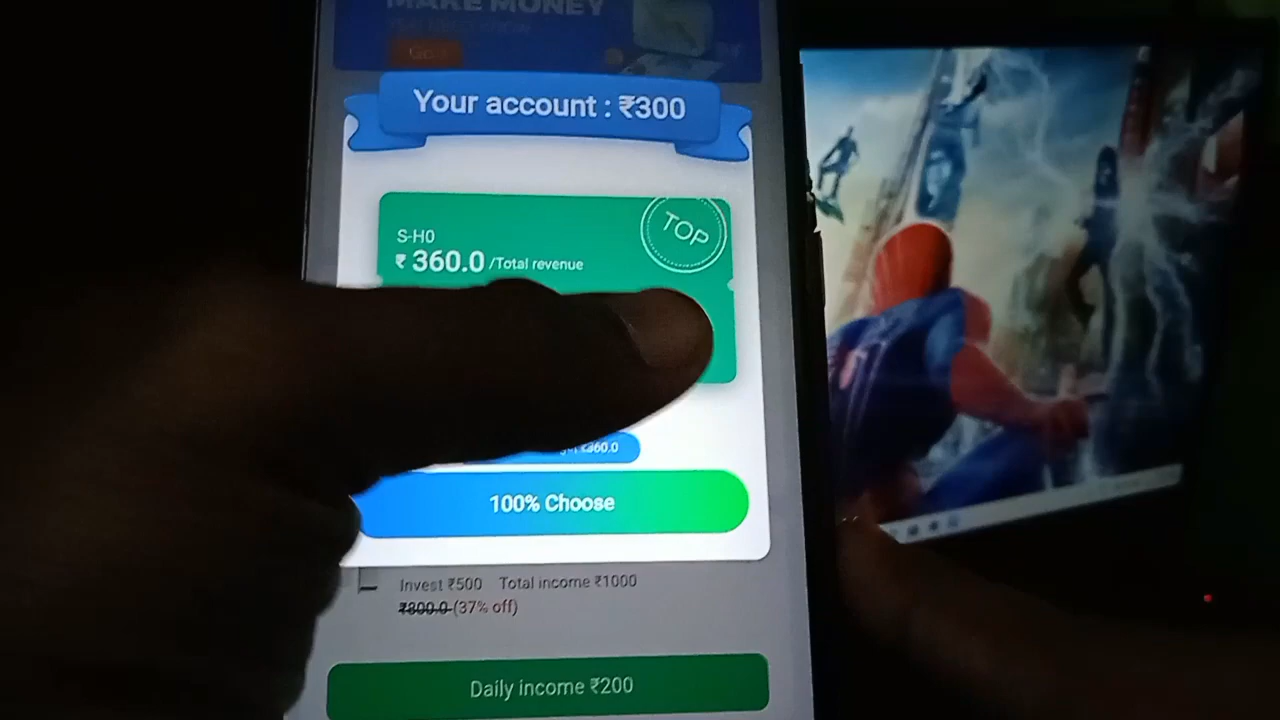 MAKE MONEY
Go
Your account : ₹300
TOP
S-H0
₹ 360.0 /Total revenue
₹360.0
100% Choose
Invest ₹500 Total income ₹1000
₹800.0 (37% off)
Daily income ₹200